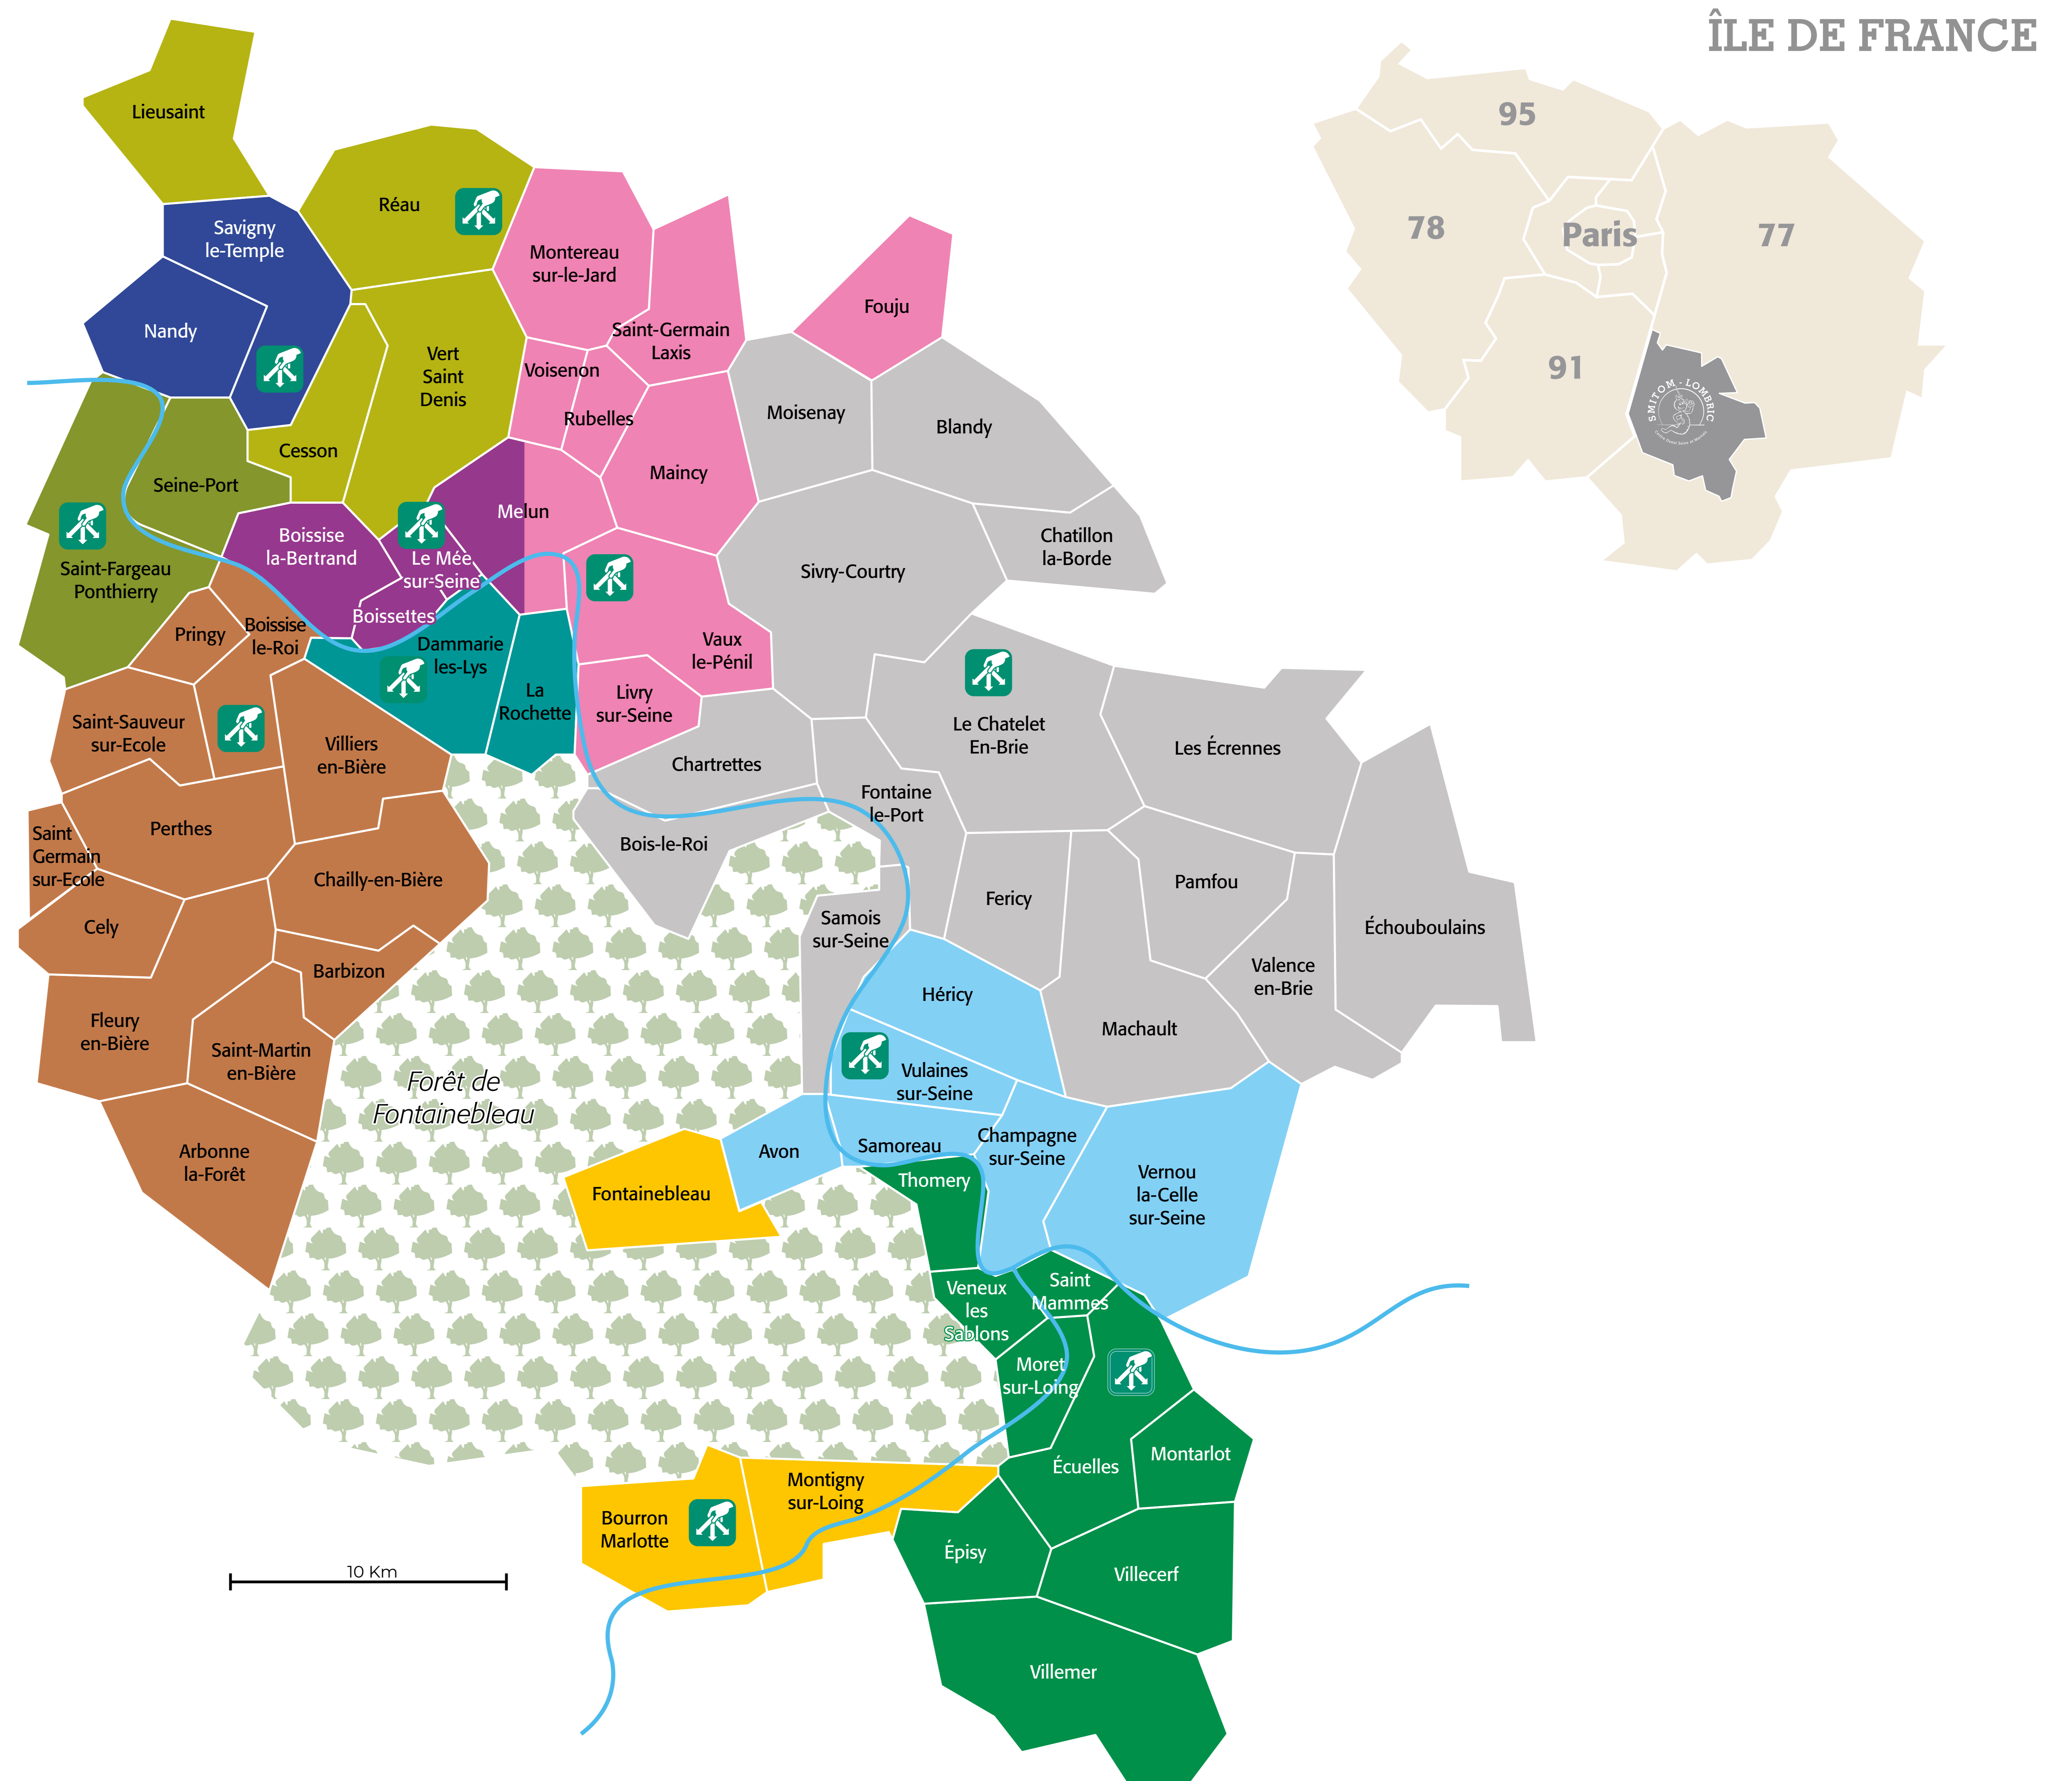 ÎLE DE FRANCE
95
78
Paris
77
91
SMITOM - LOMBRIC
Lieusaint
Réau
Savigny
le-Temple
Nandy
Montereau
sur-le-Jard
Saint-Germain
Laxis
Fouju
Vert
Saint
Denis
Voisenon
Rubelles
Moisenay
Blandy
Cesson
Maincy
Seine-Port
Melun
Boissise
la-Bertrand
Le Mée
sur-Seine
Chatillon
la-Borde
Saint-Fargeau
Ponthierry
Sivry-Courtry
Boissettes
Pringy
Boissise
le-Roi
Dammarie
les-Lys
Vaux
le-Pénil
La
Rochette
Livry
sur-Seine
Saint-Sauveur
sur-Ecole
Villiers
en-Bière
Le Chatelet
En-Brie
Les Écrennes
Chartrettes
Fontaine
le-Port
Perthes
Saint
Germain
sur-Ecole
Bois-le-Roi
Chailly-en-Bière
Fericy
Pamfou
Cely
Samois
sur-Seine
Échouboulains
Barbizon
Valence
en-Brie
Héricy
Fleury
en-Bière
Saint-Martin
en-Bière
Machault
Forêt de
Fontainebleau
Vulaines
sur-Seine
Arbonne
la-Forêt
Avon
Samoreau
Champagne
sur-Seine
Fontainebleau
Thomery
Vernou
la-Celle
sur-Seine
Veneux
les
Sablons
Saint
Mammes
Moret
sur-Loing
Écuelles
Montarlot
Montigny
sur-Loing
Bourron
Marlotte
Épisy
Villecerf
10 Km
Villemer